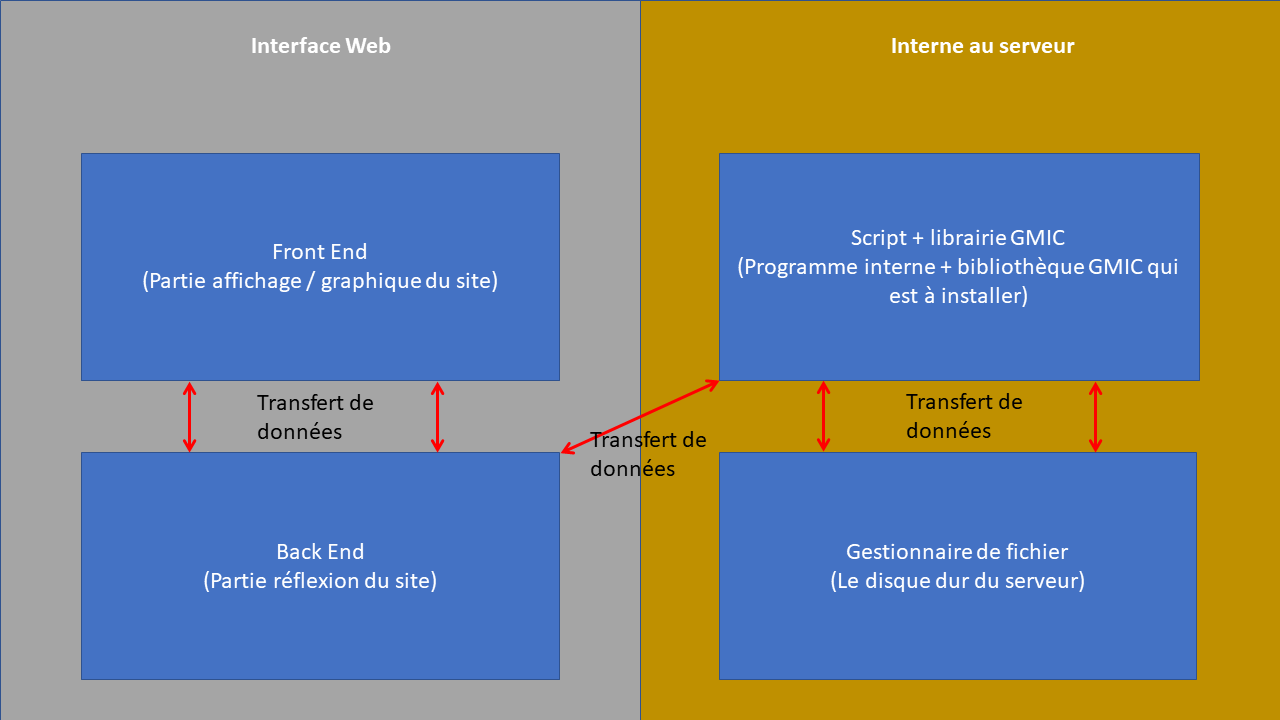 Interface Web
Interne au serveur
Front End
(Partie affichage / graphique du site)
Script + librairie GMIC
(Programme interne + bibliothèque GMIC qui
est à installer)
Transfert de
données
Transfert de
données
Transfert de
données
Back End
(Partie réflexion du site)
Gestionnaire de fichier
(Le disque dur du serveur)